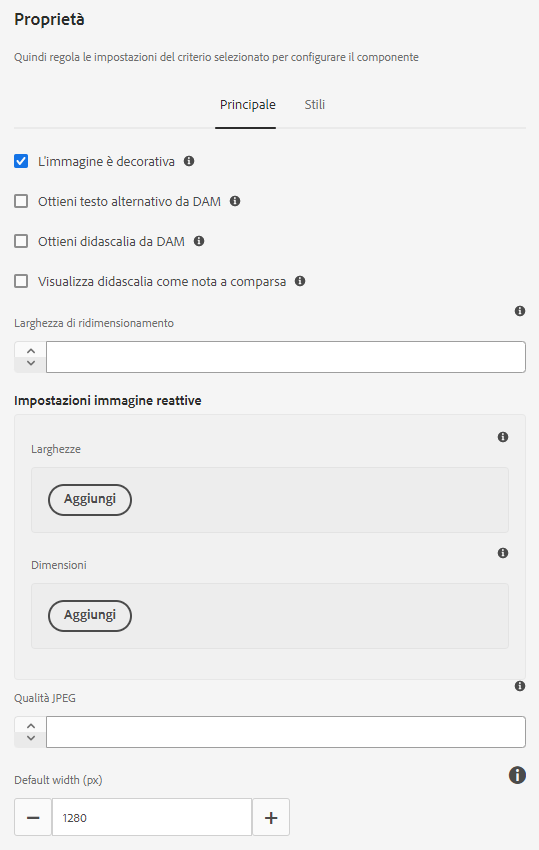 Proprietà
Quindi regola le impostazioni del criterio selezionato per configurare il componente
Principale Stili
L'immagine è decorativa
Ottieni testo alternativo da DAM
Ottieni didascalia da DAM
Visualizza didascalia come nota a comparsa
Larghezza di ridimensionamento
Impostazioni immagine reattive
Larghezze
Aggiungi
Dimensioni
Aggiungi
Qualità JPEG
Default width (px)
1280